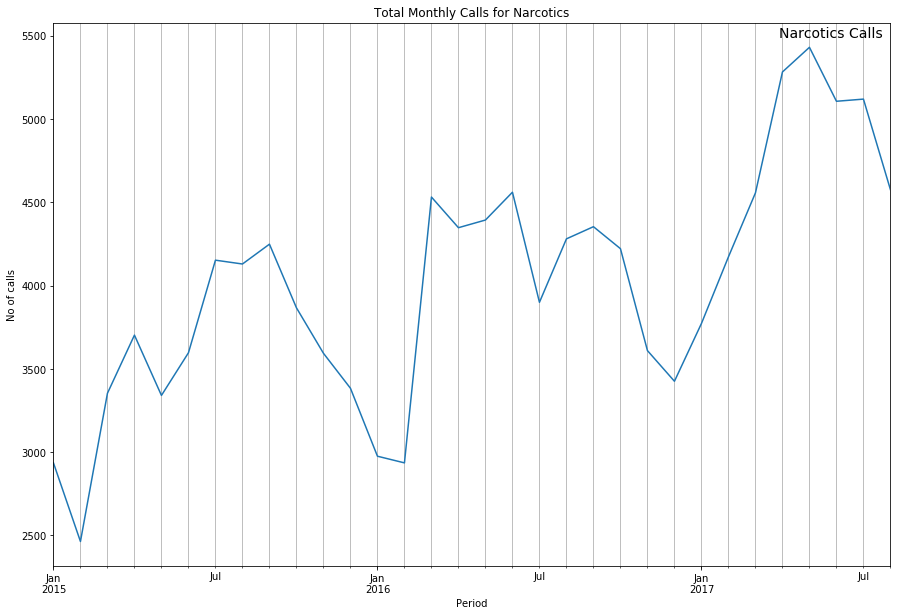 Total Monthly Calls for Narcotics
Narcotics Calls
5500
5000
4500
4000
3500
3000
2500
No of calls
Jan
2015
Jul
Jan
2016
Jul
Jan
2017
Jul
Period